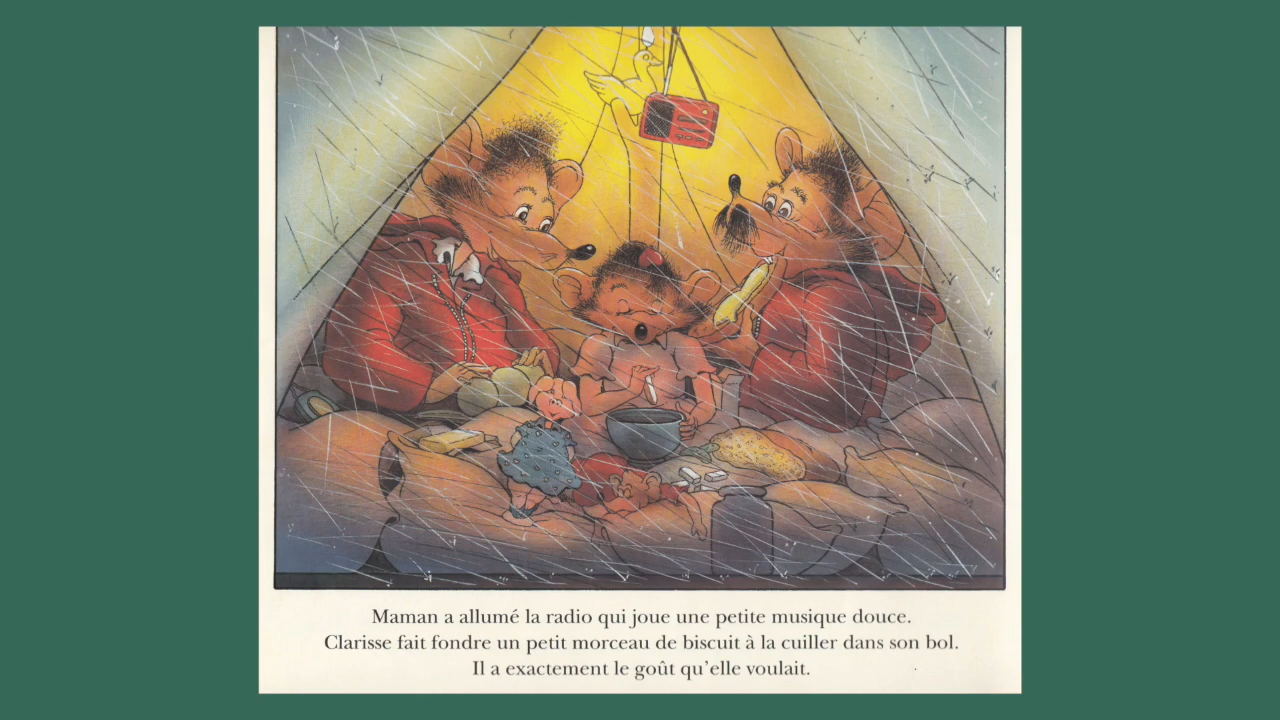 Maman a allumé la radio qui joue une petite musique douce.
Clarisse fait fondre un petit morceau de biscuit à la cuiller dans son bol.
Il a exactement le goût qu’elle voulait.